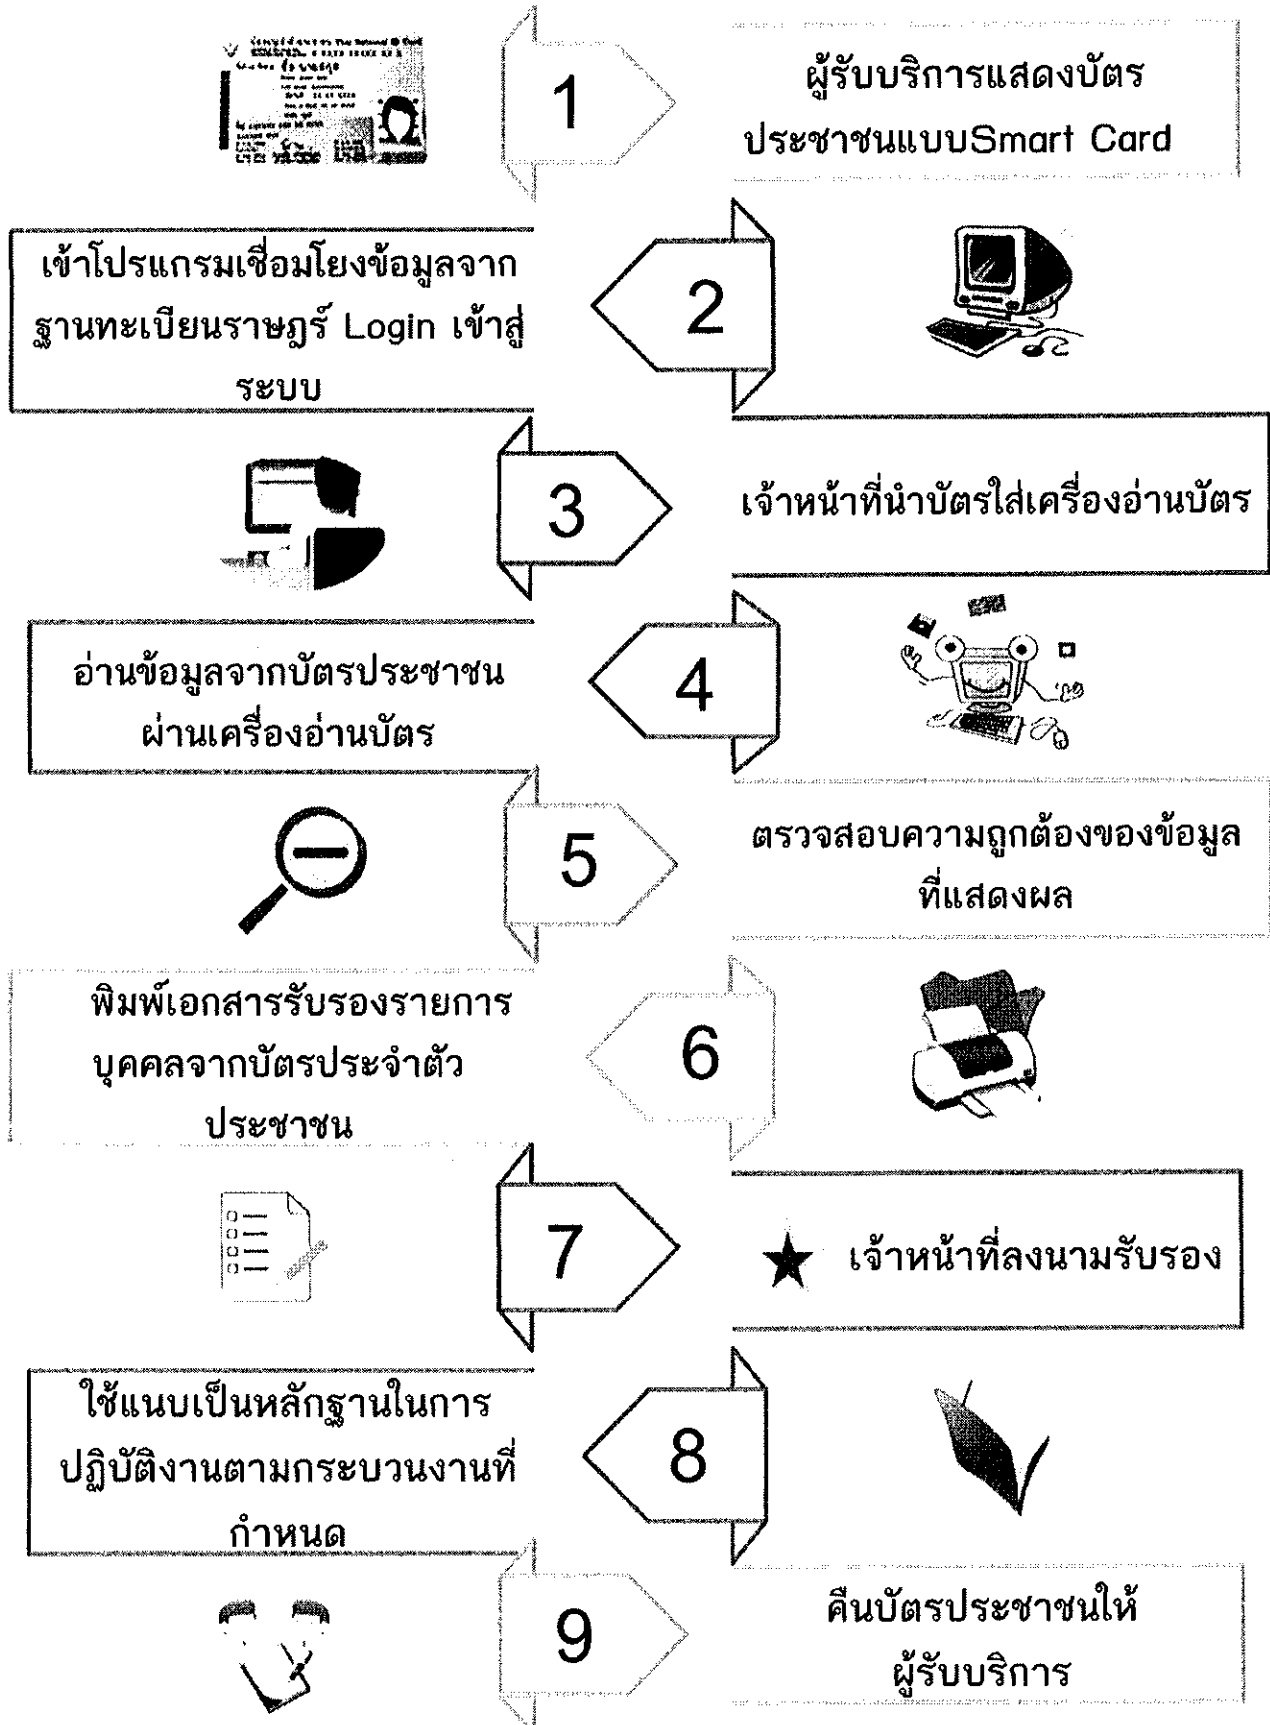 1
ผู้รับบริการแสดงบัตร
ประชาชนแบบSmart Card
2
เข้าโปรแกรมเชื่อมโยงข้อมูลจาก
ฐานทะเบียนราษฎร์ Login เข้าสู่
ระบบ
3
เจ้าหน้าที่นำบัตรใส่เครื่องอ่านบัตร
4
อ่านข้อมูลจากบัตรประชาชน
ผ่านเครื่องอ่านบัตร
5
ตรวจสอบความถูกต้องของข้อมูล
ที่แสดงผล
6
พิมพ์เอกสารรับรองรายการ
บุคคลจากบัตรประจำตัว
ประชาชน
7
เจ้าหน้าที่ลงนามรับรอง
8
ใช้แนบเป็นหลักฐานในการ
ปฏิบัติงานตามกระบวนงานที่
กำหนด
9
คืนบัตรประชาชนให้
ผู้รับบริการ